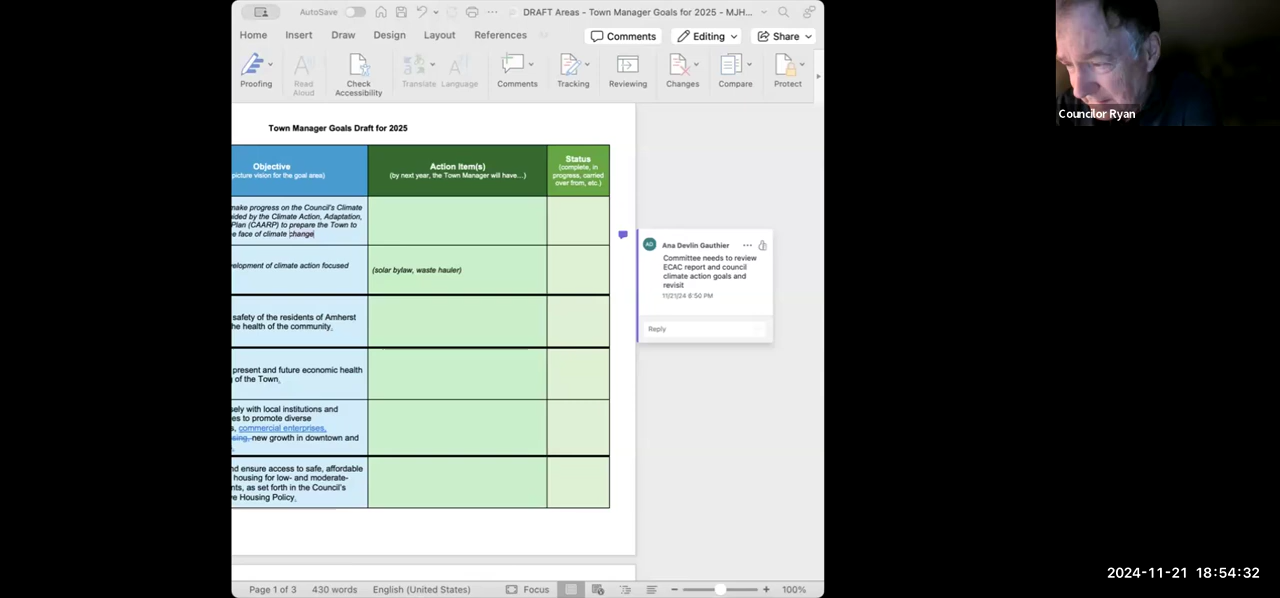 AutoSave
DRAFT Areas - Town Manager Goals for 2025 - MJH...
Home Insert Draw Design Layout References
Comments Editing Share
Proofing Read Aloud Check Accessibility Translate Language Comments Tracking Reviewing Changes Compare Protect
Town Manager Goals Draft for 2025
Objective
picture vision for the goal area)
Action Item(s)
(by next year, the Town Manager will have...)
Status
(complete, in
progress, carried
over from, etc.)
make progress on the Council's Climate
ided by the Climate Action, Adaptation,
Plan (CAARP) to prepare the Town to
e face of climate change
velopment of climate action focused
(solar bylaw, waste hauler)
safety of the residents of Amherst
he health of the community.
present and future economic health
g of the Town.
sely with local institutions and
es to promote diverse
s, commercial enterprises,
sing, new growth in downtown and
nd ensure access to safe, affordable
housing for low- and moderate-
nts, as set forth in the Council's
e Housing Policy.
AD Ana Devlin Gauthier
Committee needs to review
ECAC report and council
climate action goals and
revisit
11/21/24 6:50 PM
Reply
Page 1 of 3 430 words English (United States) Focus 100%
Councilor Ryan
2024-11-21 18:54:32